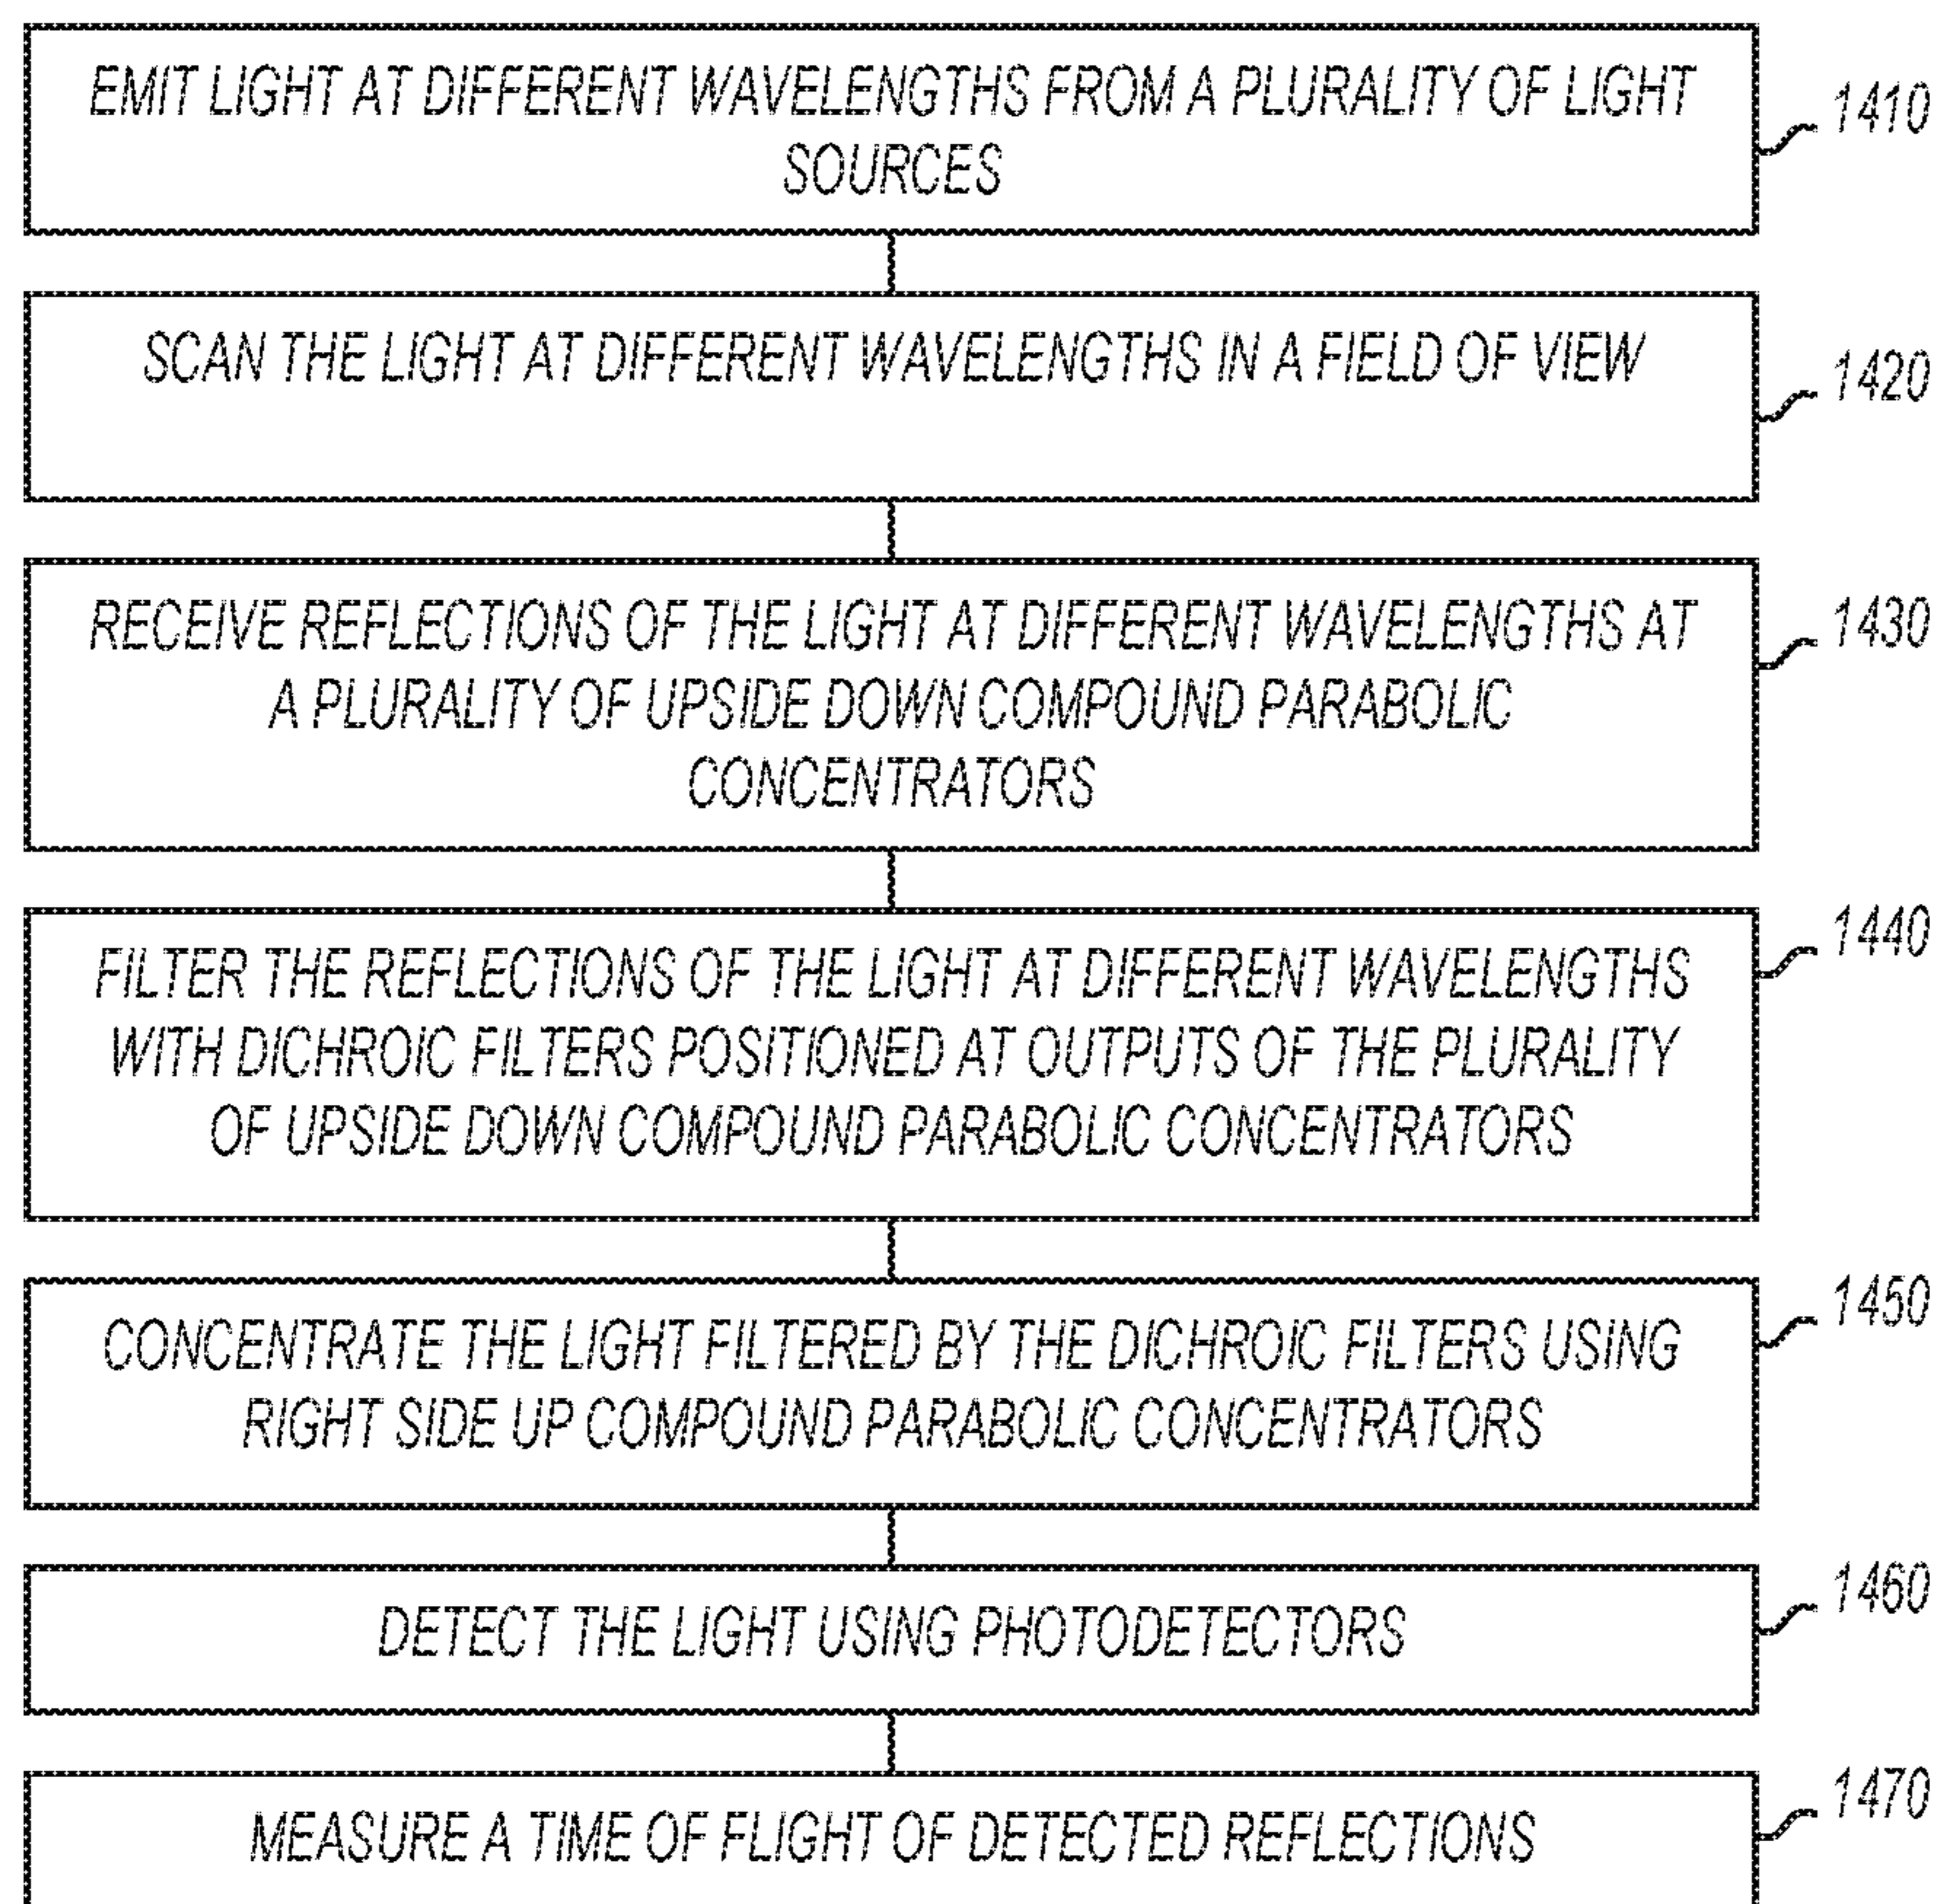 EMIT LIGHT AT DIFFERENT WAVELENGTHS FROM A PLURALITY OF LIGHT
SOURCES
1410
SCAN THE LIGHT AT DIFFERENT WAVELENGTHS IN A FIELD OF VIEW
1420
RECEIVE REFLECTIONS OF THE LIGHT AT DIFFERENT WAVELENGTHS AT
A PLURALITY OF UPSIDE DOWN COMPOUND PARABOLIC
CONCENTRATORS
1430
FILTER THE REFLECTIONS OF THE LIGHT AT DIFFERENT WAVELENGTHS
WITH DICHROIC FILTERS POSITIONED AT OUTPUTS OF THE PLURALITY
OF UPSIDE DOWN COMPOUND PARABOLIC CONCENTRATORS
1440
CONCENTRATE THE LIGHT FILTERED BY THE DICHROIC FILTERS USING
RIGHT SIDE UP COMPOUND PARABOLIC CONCENTRATORS
1450
DETECT THE LIGHT USING PHOTODETECTORS
1460
MEASURE A TIME OF FLIGHT OF DETECTED REFLECTIONS
1470